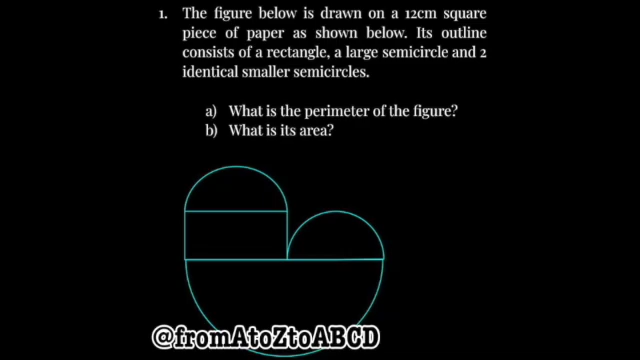 1. The figure below is drawn on a 12cm square
piece of paper as shown below. Its outline
consists of a rectangle, a large semicircle and 2
identical smaller semicircles.
a) What is the perimeter of the figure?
b) What is its area?
@fromAtoZtoABCD